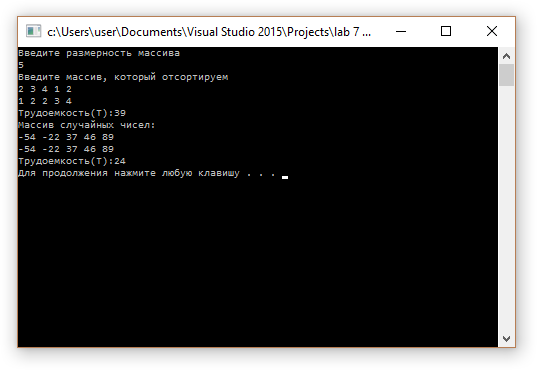 c:\Users\user\Documents\Visual Studio 2015\Projects\lab 7 ...
Введите размерность массива
5
Введите массив, который отсортируем
2 3 4 1 2
1 2 2 3 4
Трудоемкость(T):39
Массив случайных чисел:
-54 -22 37 46 89
-54 -22 37 46 89
Трудоемкость(T):24
Для продолжения нажмите любую клавишу . . .